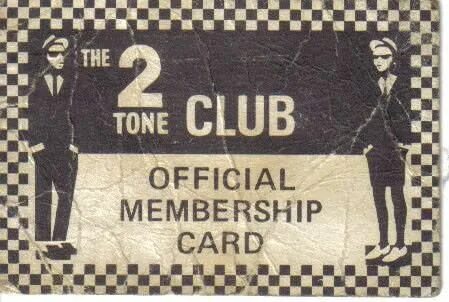 THE 2
TONE CLUB
OFFICIAL
MEMBERSHIP
CARD